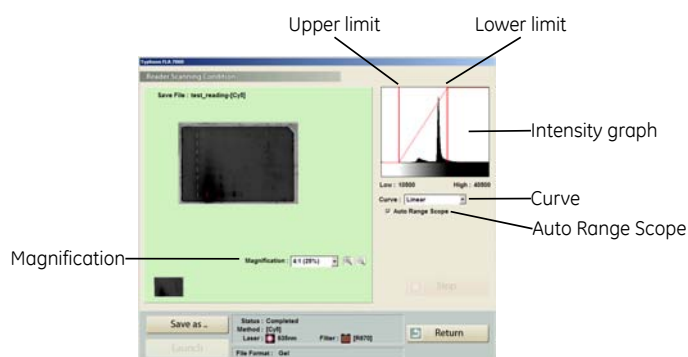 Upper limit
Lower limit
Typhoon FLA 7000
Reader Scanning Condition
Save File : test_reading-[Cy5]
Intensity graph
Low : 10500 High : 40500
Curve : Linear
Curve
Auto Range Scope
Auto Range Scope
Magnification
Magnification : 4:1 (25%)
Stop
Save as ..
Status : Completed
Method : [Cy5]
Laser : 635nm Filter : [R670]
Return
Launch
File Format : Gel